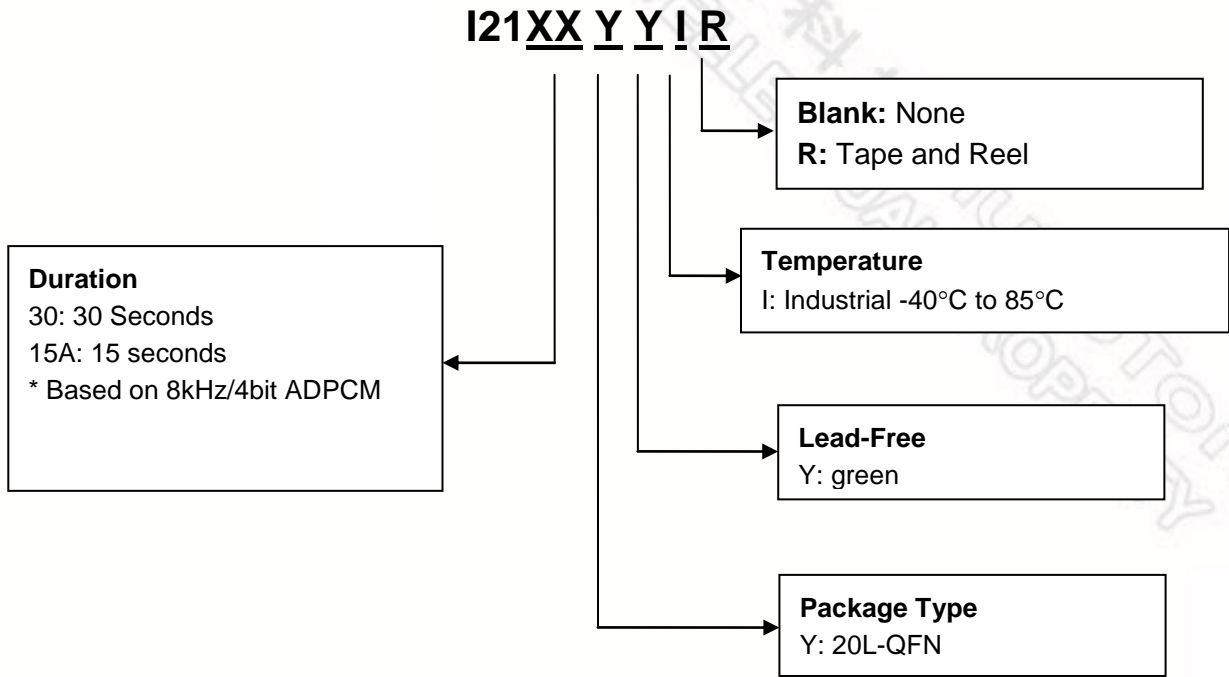 I21XX Y Y I R
Blank: None
R: Tape and Reel
Temperature
I: Industrial -40°C to 85°C
Duration
30: 30 Seconds
15A: 15 seconds
* Based on 8kHz/4bit ADPCM
Lead-Free
Y: green
Package Type
Y: 20L-QFN